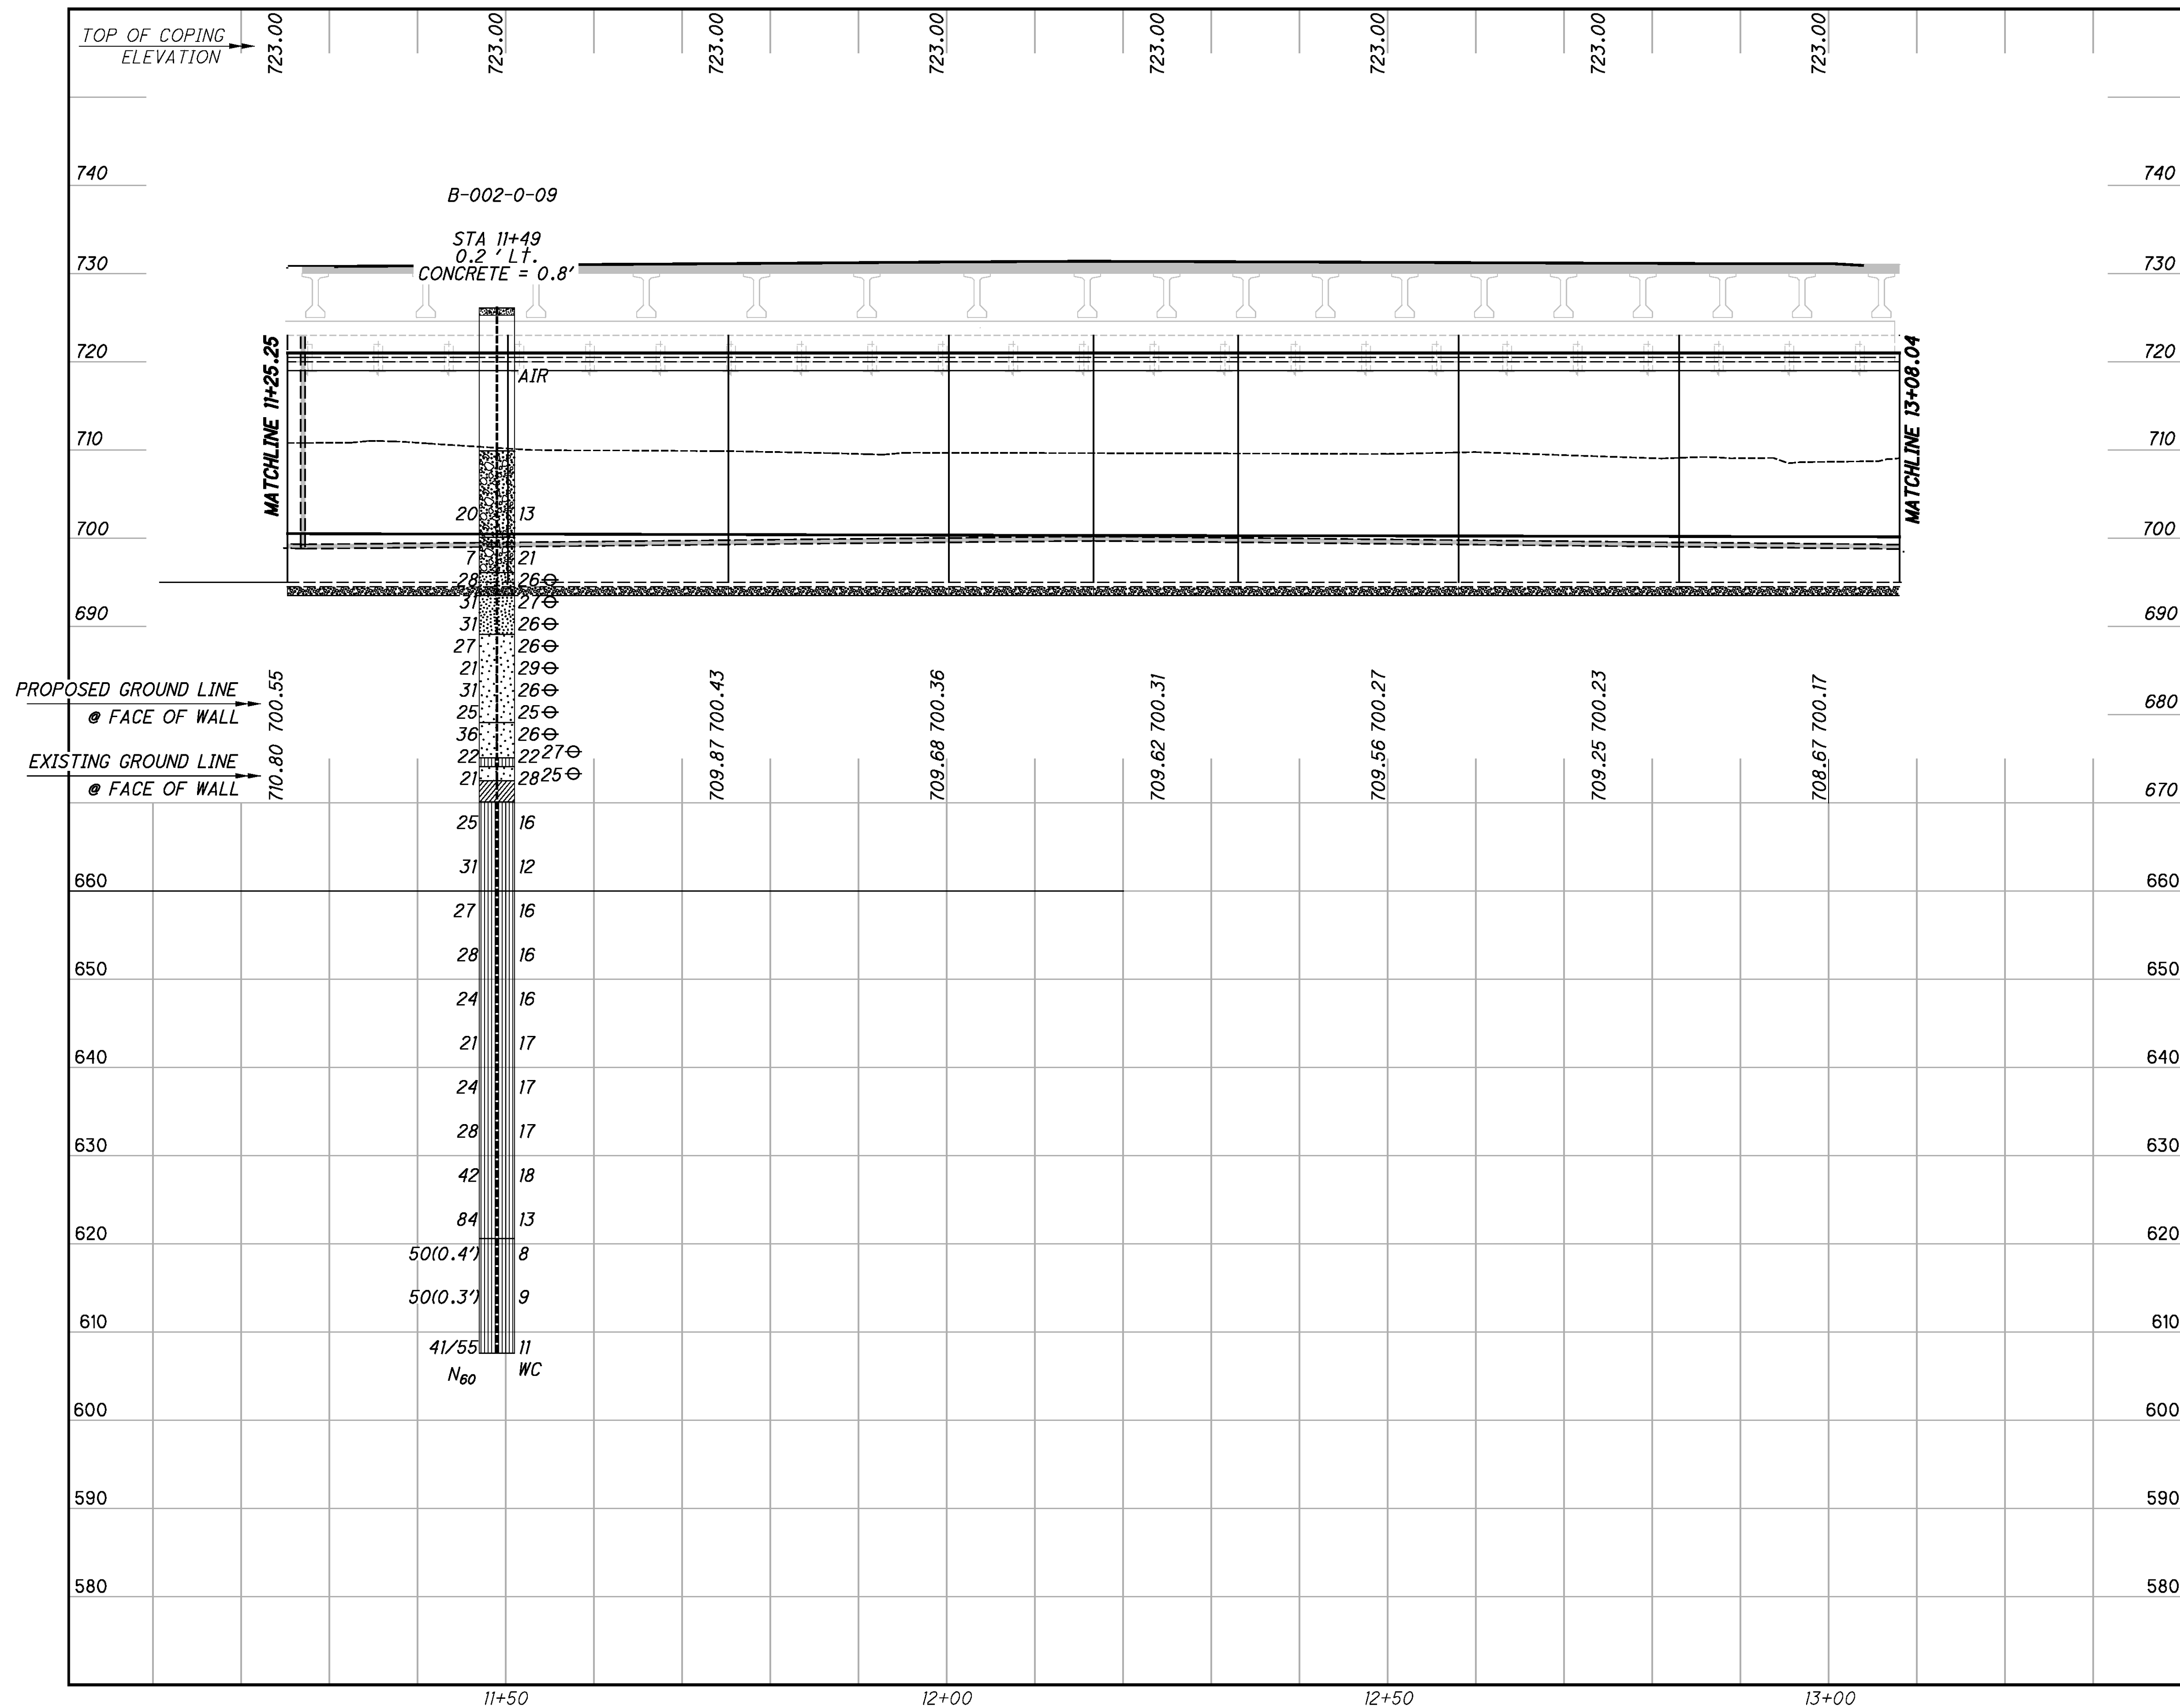 TOP OF COPING
ELEVATION
723.00 723.00 723.00 723.00 723.00 723.00 723.00 723.00
740 740
B-002-0-09
STA 11+49
0.2 ' Lt.
CONCRETE = 0.8'
730 730
MATCHLINE 11+25.25
MATCHLINE 13+08.04
720 720
AIR
710 710
20 13
700 700
7 21
28 26
31 27
690 690
31 26
27 26
21 29
PROPOSED GROUND LINE
@ FACE OF WALL
700.55 700.43 700.36 700.31 700.27 700.23 700.17
31 26
680
25 25
36 26
EXISTING GROUND LINE
@ FACE OF WALL
710.80 709.87 709.68 709.62 709.56 709.25 708.67
22 22 27
21 28 25
670
25 16
31 12
660 660
27 16
28 16
650 650
24 16
21 17
640 640
24 17
28 17
630 630
42 18
84 13
620 620
50(0.4') 8
50(0.3') 9
610 610
41/55 11
N60 WC
600 600
590 590
580 580
11+50 12+00 12+50 13+00